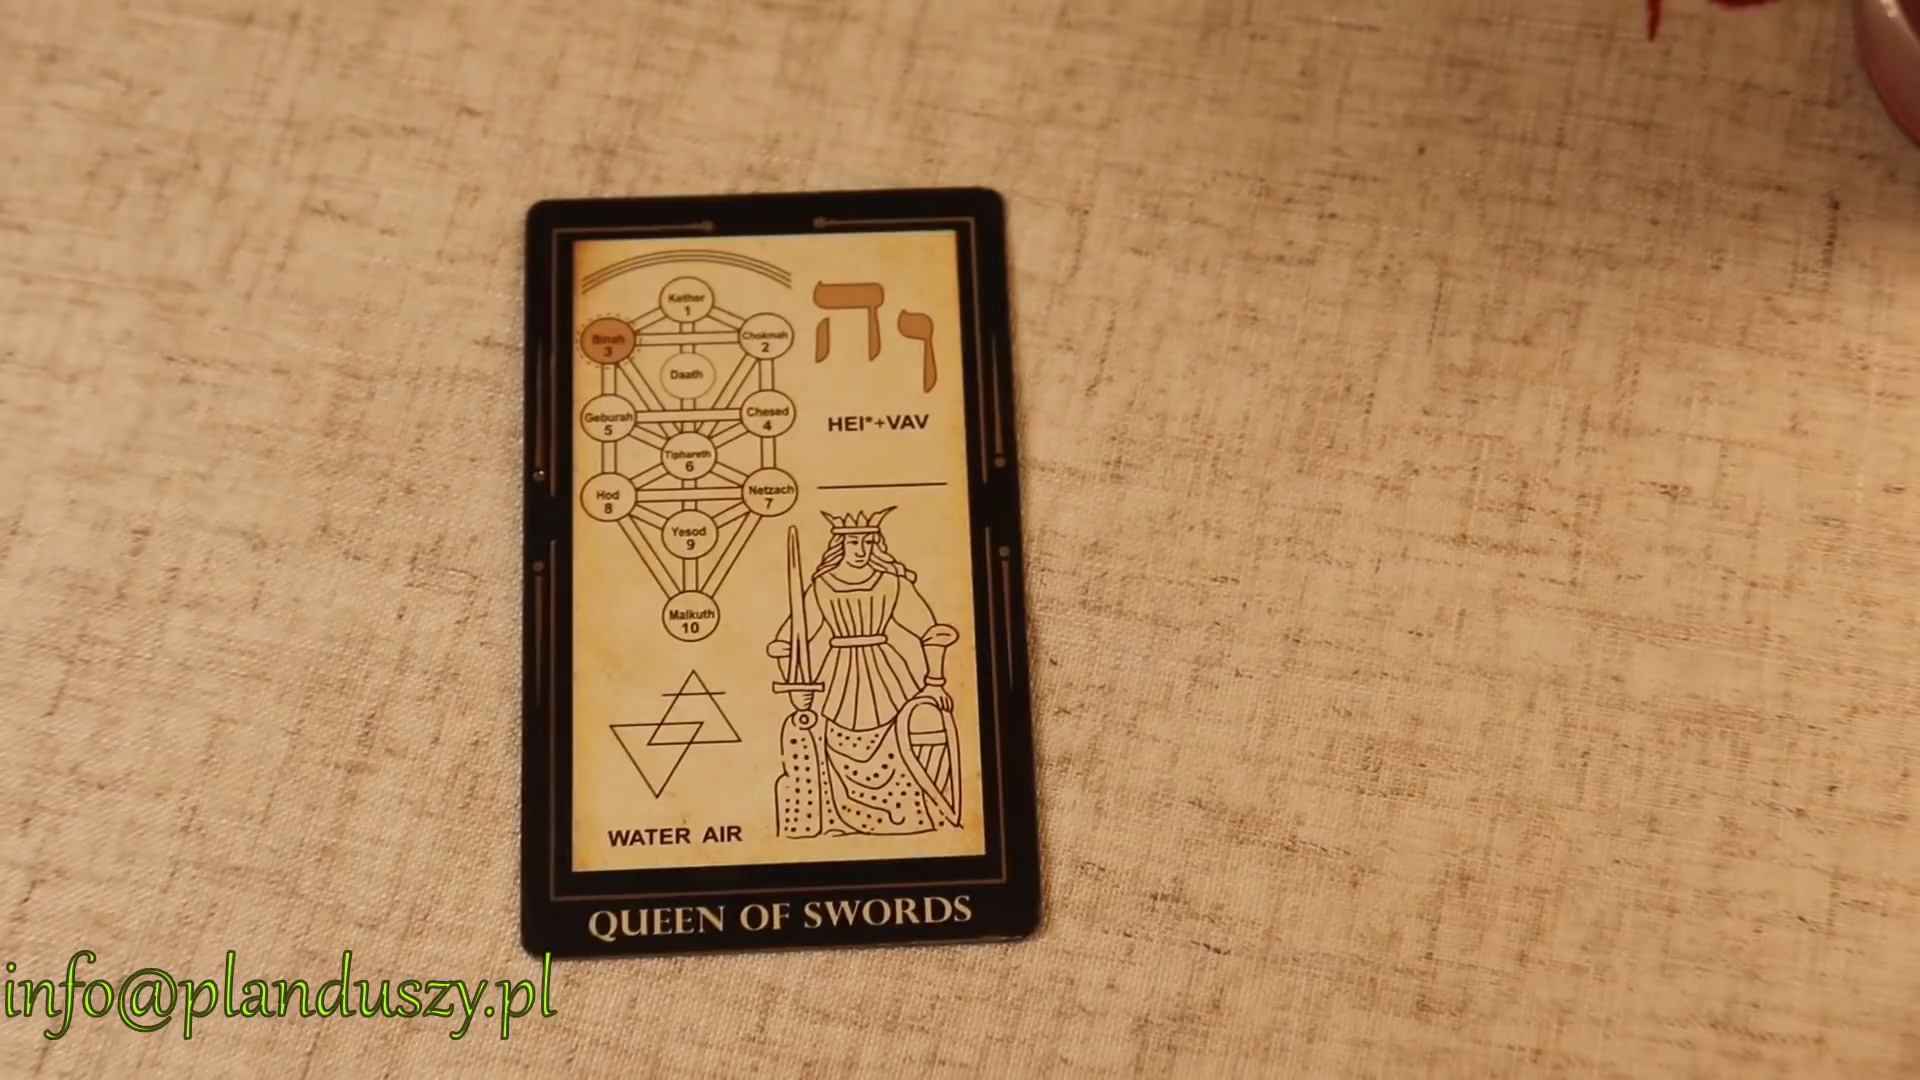 Kether
1
Binah
3
Chokmah
2
Daath
Geburah
5
Chesed
4
Tiphareth
6
Hod
8
Netzach
7
Yesod
9
Malkuth
10
ה ו
HEI*+VAV
WATER AIR
QUEEN OF SWORDS
info@planduszy.pl